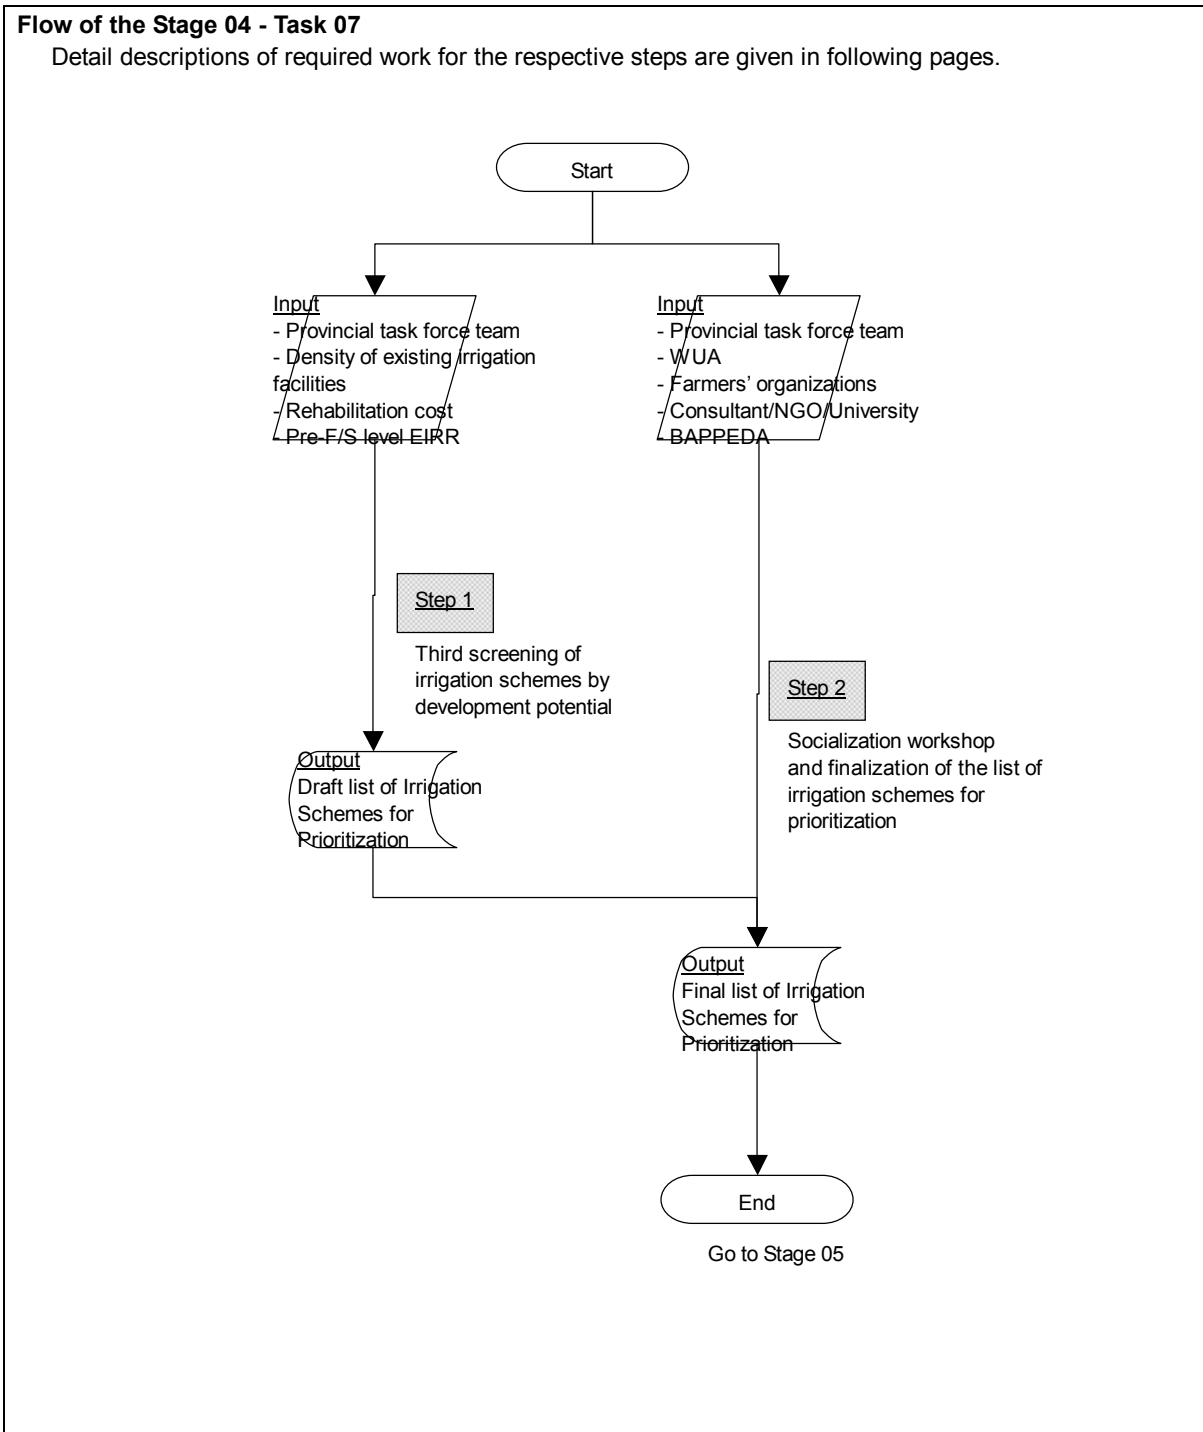 Flow of the Stage 04 - Task 07
Detail descriptions of required work for the respective steps are given in following pages.
Start
Input
- Provincial task force team
- Density of existing irrigation
facilities
- Rehabilitation cost
- Pre-F/S level EIRR
Input
- Provincial task force team
- WUA
- Farmers’ organizations
- Consultant/NGO/University
- BAPPEDA
Step 1
Third screening of
irrigation schemes by
development potential
Step 2
Socialization workshop
and finalization of the list of
irrigation schemes for
prioritization
Output
Draft list of Irrigation
Schemes for
Prioritization
Output
Final list of Irrigation
Schemes for
Prioritization
End
Go to Stage 05